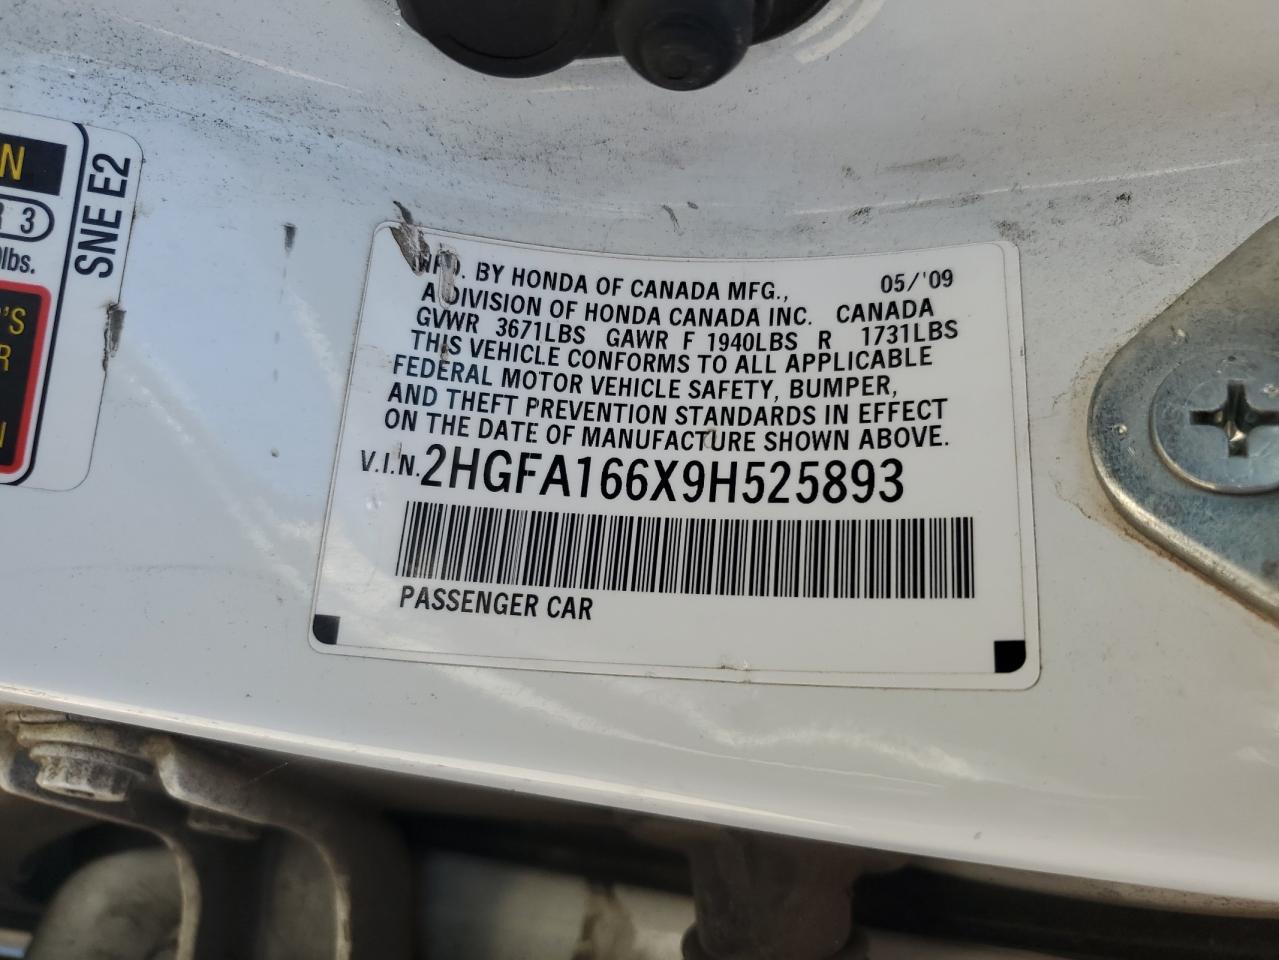 N
R 3
lbs.
'S
R
N
SNE E2
MFD. BY HONDA OF CANADA MFG., 05/'09
A DIVISION OF HONDA CANADA INC. CANADA
GVWR 3671LBS GAWR F 1940LBS R 1731LBS
THIS VEHICLE CONFORMS TO ALL APPLICABLE
FEDERAL MOTOR VEHICLE SAFETY, BUMPER,
AND THEFT PREVENTION STANDARDS IN EFFECT
ON THE DATE OF MANUFACTURE SHOWN ABOVE.
V.I.N. 2HGFA166X9H525893
PASSENGER CAR